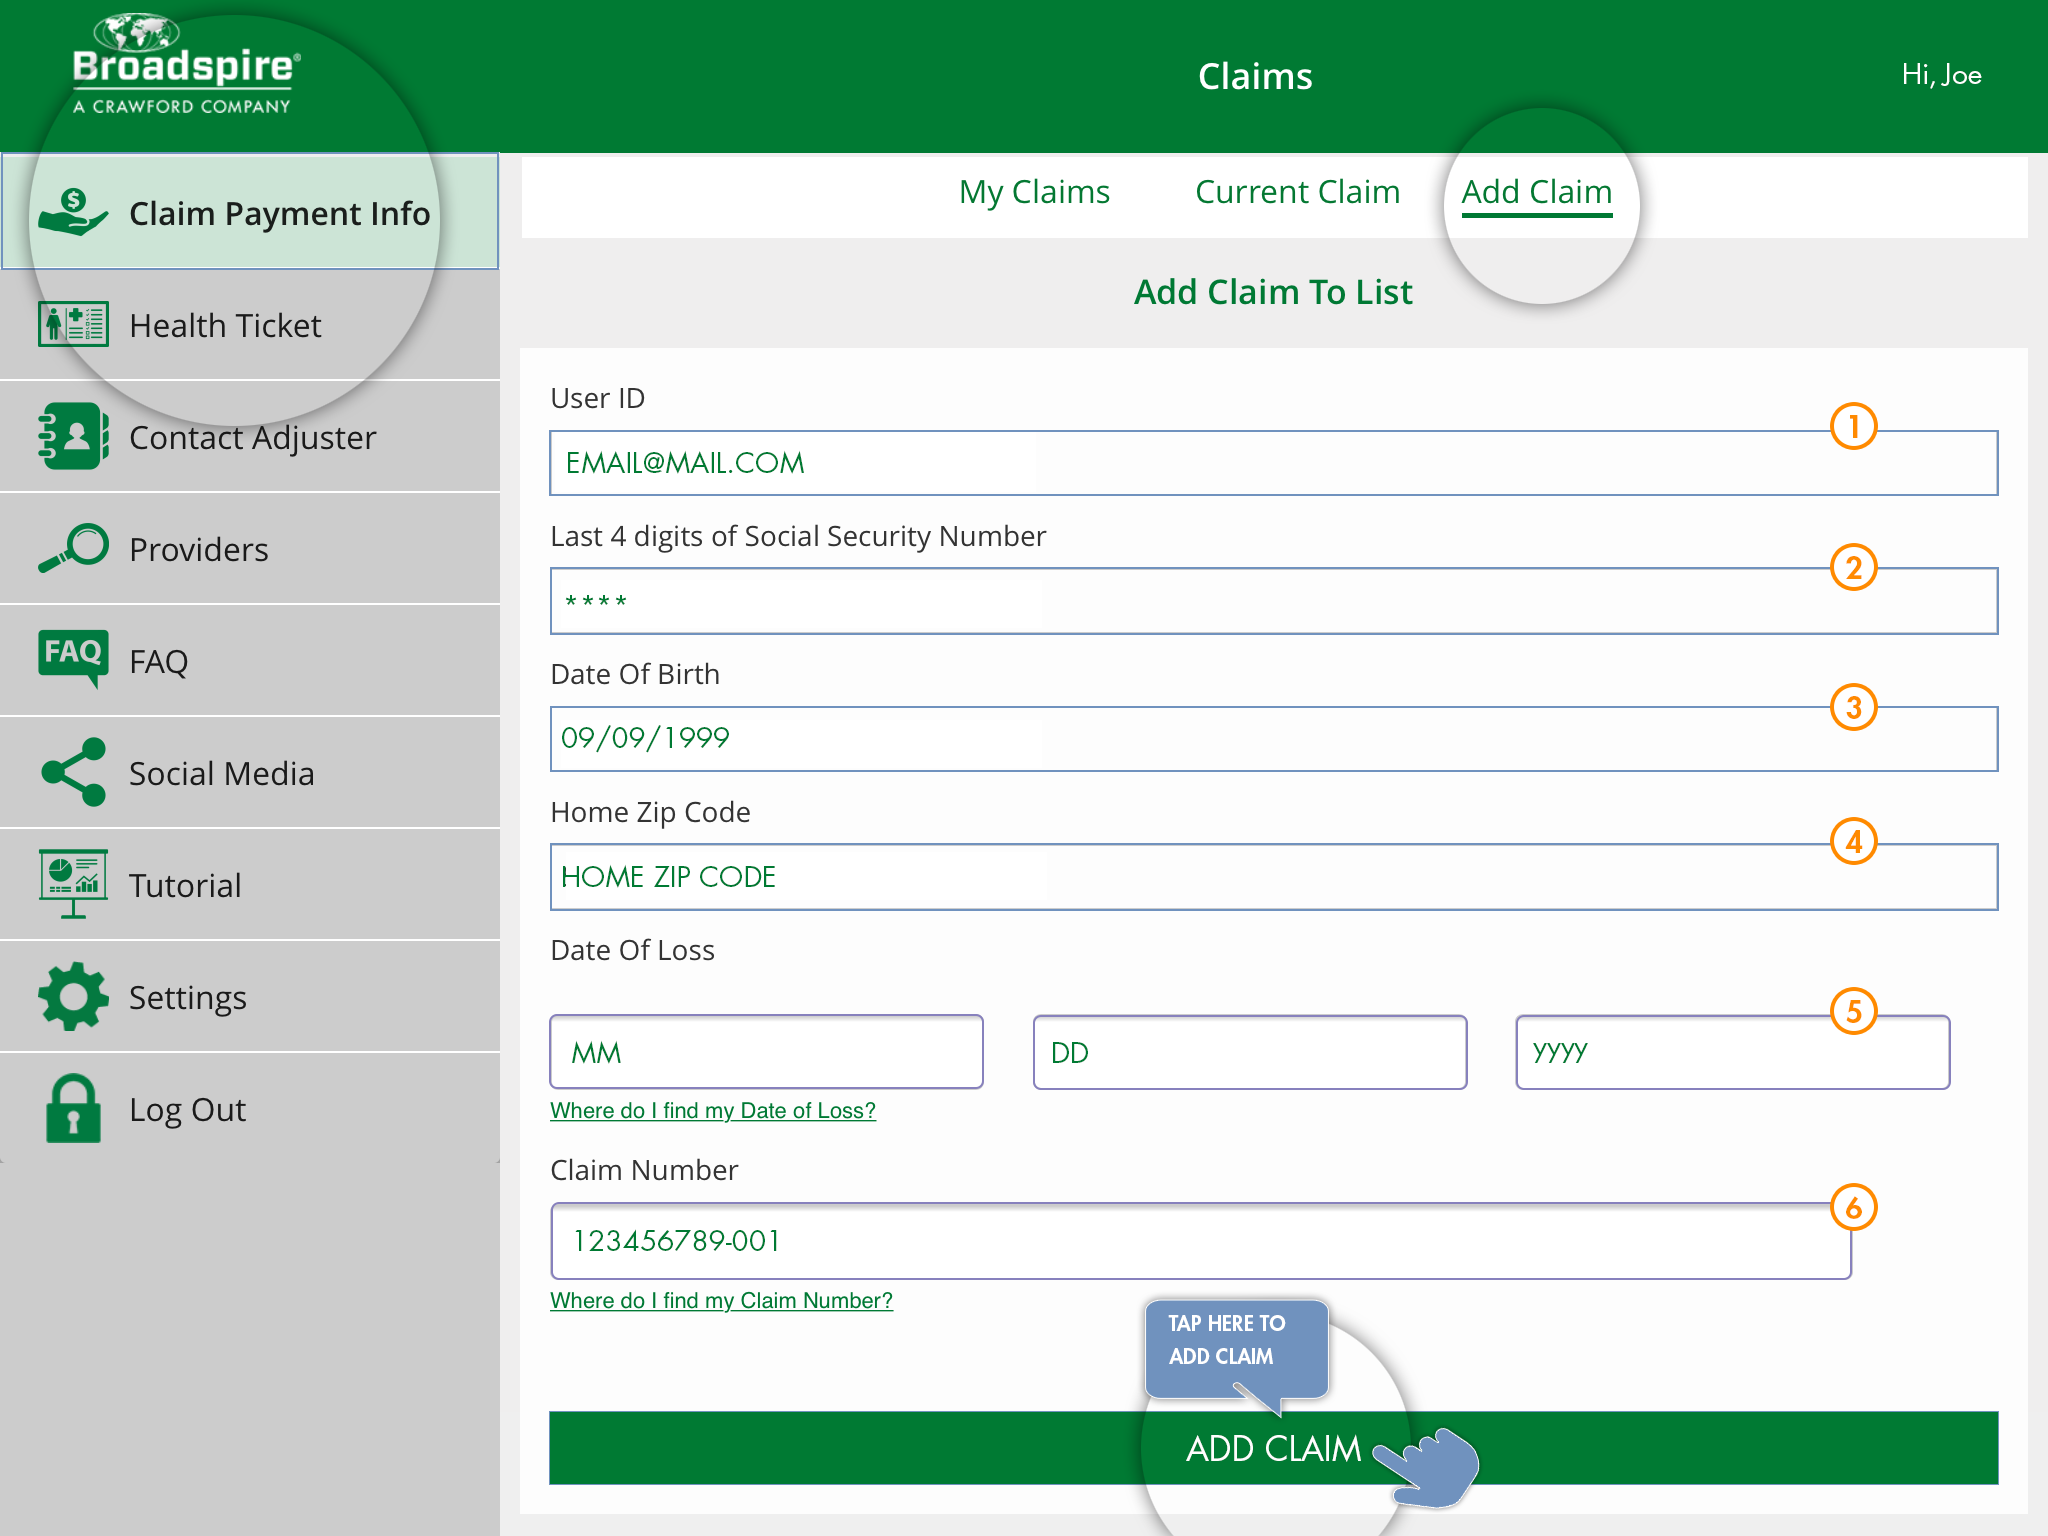 Broadspire®
A CRAWFORD COMPANY
Claims
Hi, Joe
Claim Payment Info
Health Ticket
Contact Adjuster
Providers
FAQ
FAQ
Social Media
Tutorial
Settings
Log Out
My Claims
Current Claim
Add Claim
Add Claim To List
User ID
1
EMAIL@MAIL.COM
Last 4 digits of Social Security Number
2
****
Date Of Birth
3
09/09/1999
Home Zip Code
4
HOME ZIP CODE
Date Of Loss
5
MM
DD
YYYY
Where do I find my Date of Loss?
Claim Number
6
123456789-001
Where do I find my Claim Number?
TAP HERE TO
ADD CLAIM
ADD CLAIM